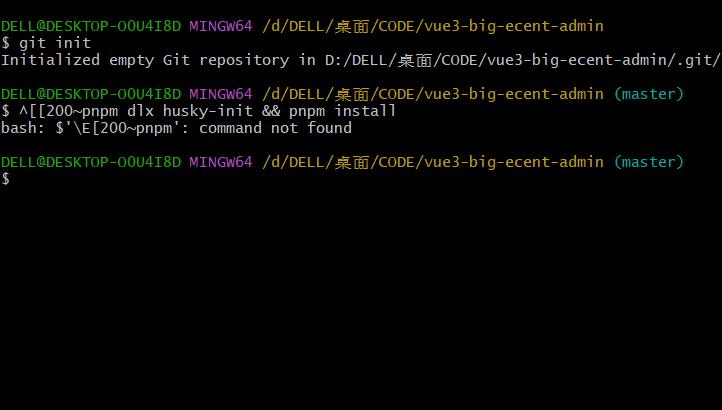 DELL@DESKTOP-O0U4I8D MINGW64 /d/DELL/桌面/CODE/vue3-big-ecent-admin
$ git init
Initialized empty Git repository in D:/DELL/桌面/CODE/vue3-big-ecent-admin/.git/
DELL@DESKTOP-O0U4I8D MINGW64 /d/DELL/桌面/CODE/vue3-big-ecent-admin (master)
$ ^[[200~pnpm dlx husky-init && pnpm install
bash: $'\E[200~pnpm': command not found
DELL@DESKTOP-O0U4I8D MINGW64 /d/DELL/桌面/CODE/vue3-big-ecent-admin (master)
$